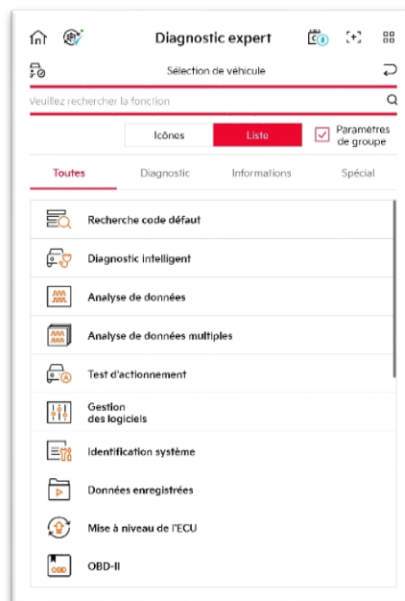 Diagnostic expert
Sélection de véhicule
Veuillez rechercher la fonction
Icônes
Liste
Paramètres
de groupe
Toutes
Diagnostic
Informations
Spécial
Recherche code défaut
Diagnostic intelligent
Analyse de données
Analyse de données multiples
Test d'actionnement
Gestion
des logiciels
Identification système
Données enregistrées
Mise à niveau de l'ECU
OBD
OBD-II